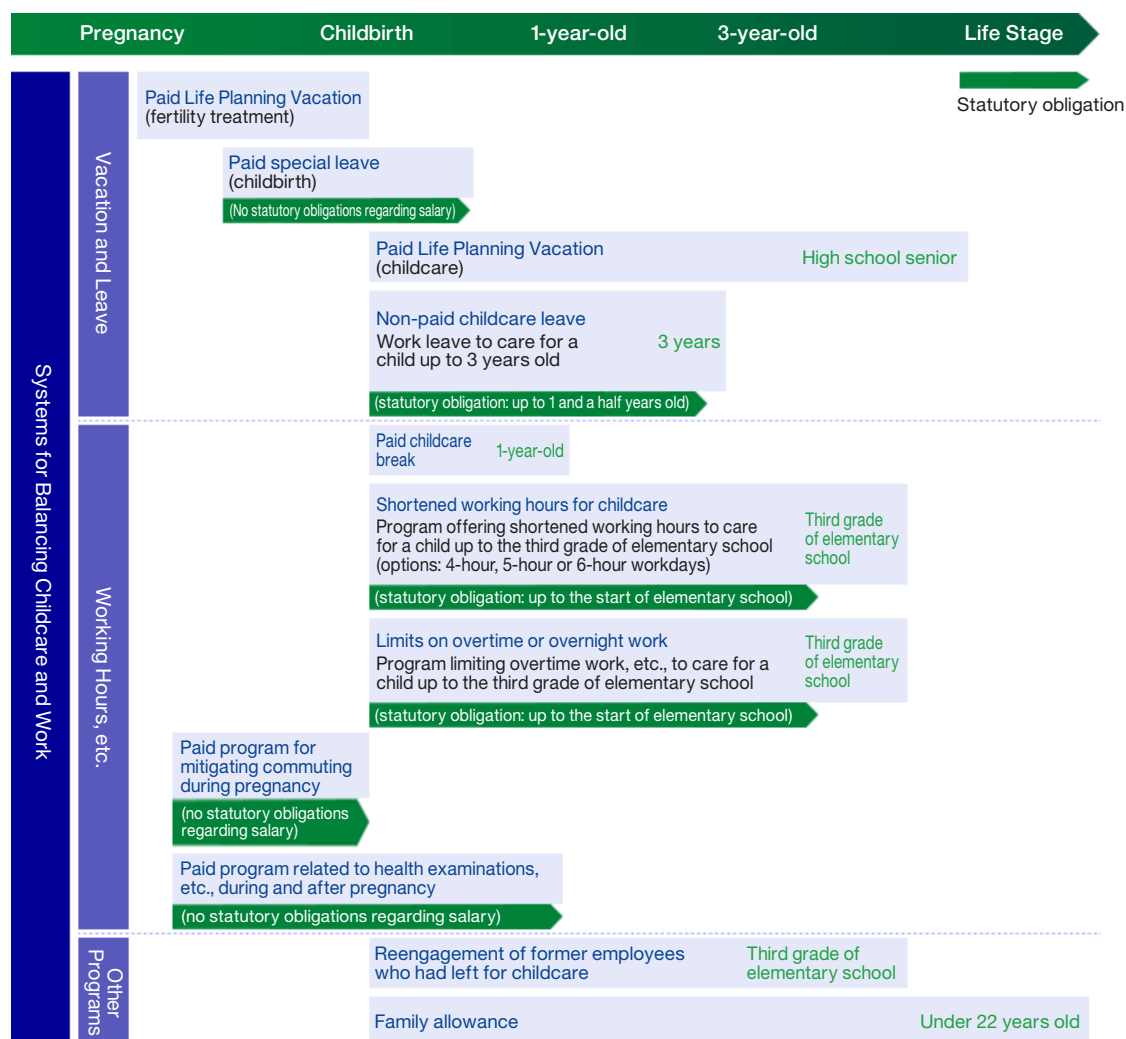 Pregnancy Childbirth 1-year-old 3-year-old Life Stage
Statutory obligation
Systems for Balancing Childcare and Work
Vacation and Leave
Paid Life Planning Vacation
(fertility treatment)
Paid special leave
(childbirth)
(No statutory obligations regarding salary)
Paid Life Planning Vacation
(childcare)
High school senior
Non-paid childcare leave
Work leave to care for a
child up to 3 years old
3 years
(statutory obligation: up to 1 and a half years old)
Working Hours, etc.
Paid childcare
break
1-year-old
Shortened working hours for childcare
Program offering shortened working hours to care
for a child up to the third grade of elementary school
(options: 4-hour, 5-hour or 6-hour workdays)
Third grade
of elementary
school
(statutory obligation: up to the start of elementary school)
Limits on overtime or overnight work
Program limiting overtime work, etc., to care for a
child up to the third grade of elementary school
Third grade
of elementary
school
(statutory obligation: up to the start of elementary school)
Paid program for
mitigating commuting
during pregnancy
(no statutory obligations
regarding salary)
Paid program related to health examinations,
etc., during and after pregnancy
(no statutory obligations regarding salary)
Other
Programs
Reengagement of former employees
who had left for childcare
Third grade of
elementary school
Family allowance
Under 22 years old